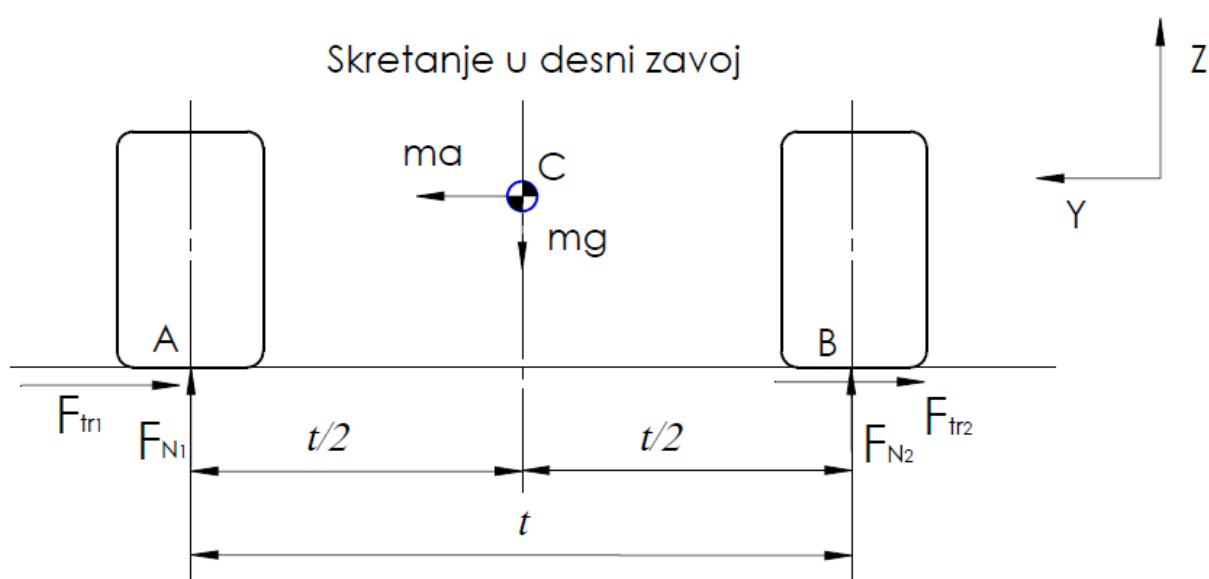 Skretanje u desni zavoj
Z
ma
C
Y
mg
A
B
Ftr1
FN1
t/2
t/2
FN2
Ftr2
t